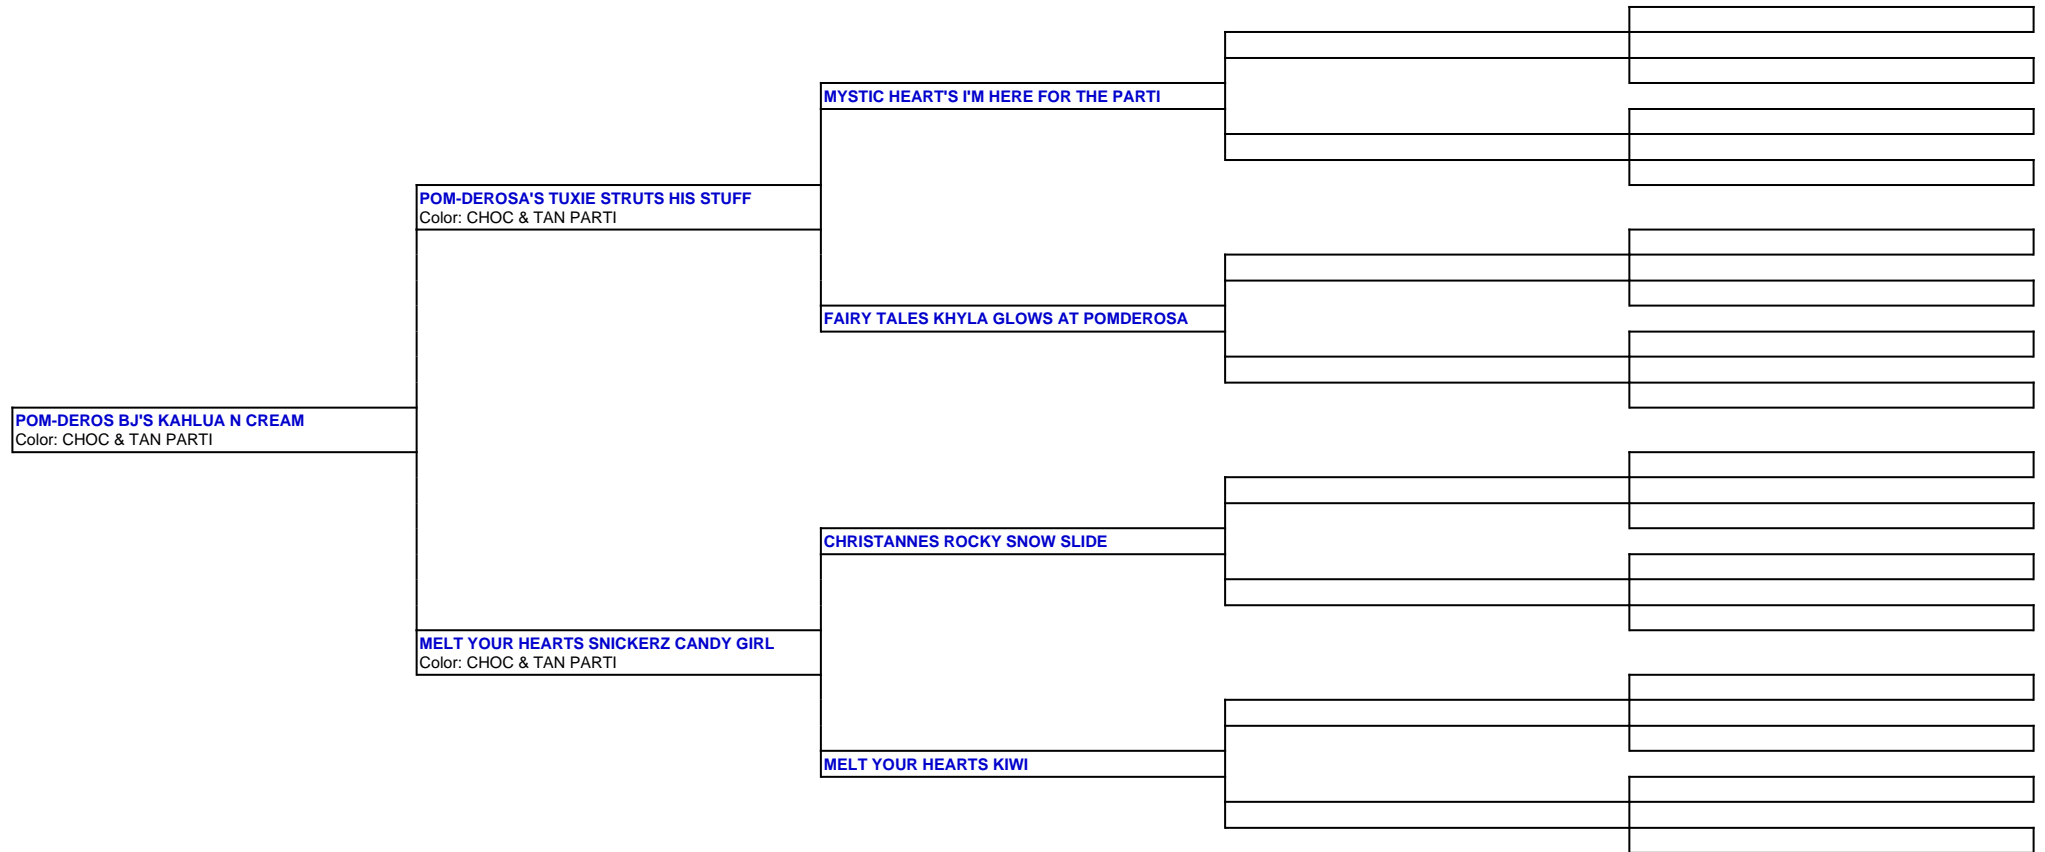 MYSTIC HEART'S I'M HERE FOR THE PARTI
POM-DEROSA'S TUXIE STRUTS HIS STUFF
Color: CHOC & TAN PARTI
FAIRY TALES KHYLA GLOWS AT POMDEROSA
POM-DEROS BJ'S KAHLUA N CREAM
Color: CHOC & TAN PARTI
CHRISTANNES ROCKY SNOW SLIDE
MELT YOUR HEARTS SNICKERZ CANDY GIRL
Color: CHOC & TAN PARTI
MELT YOUR HEARTS KIWI